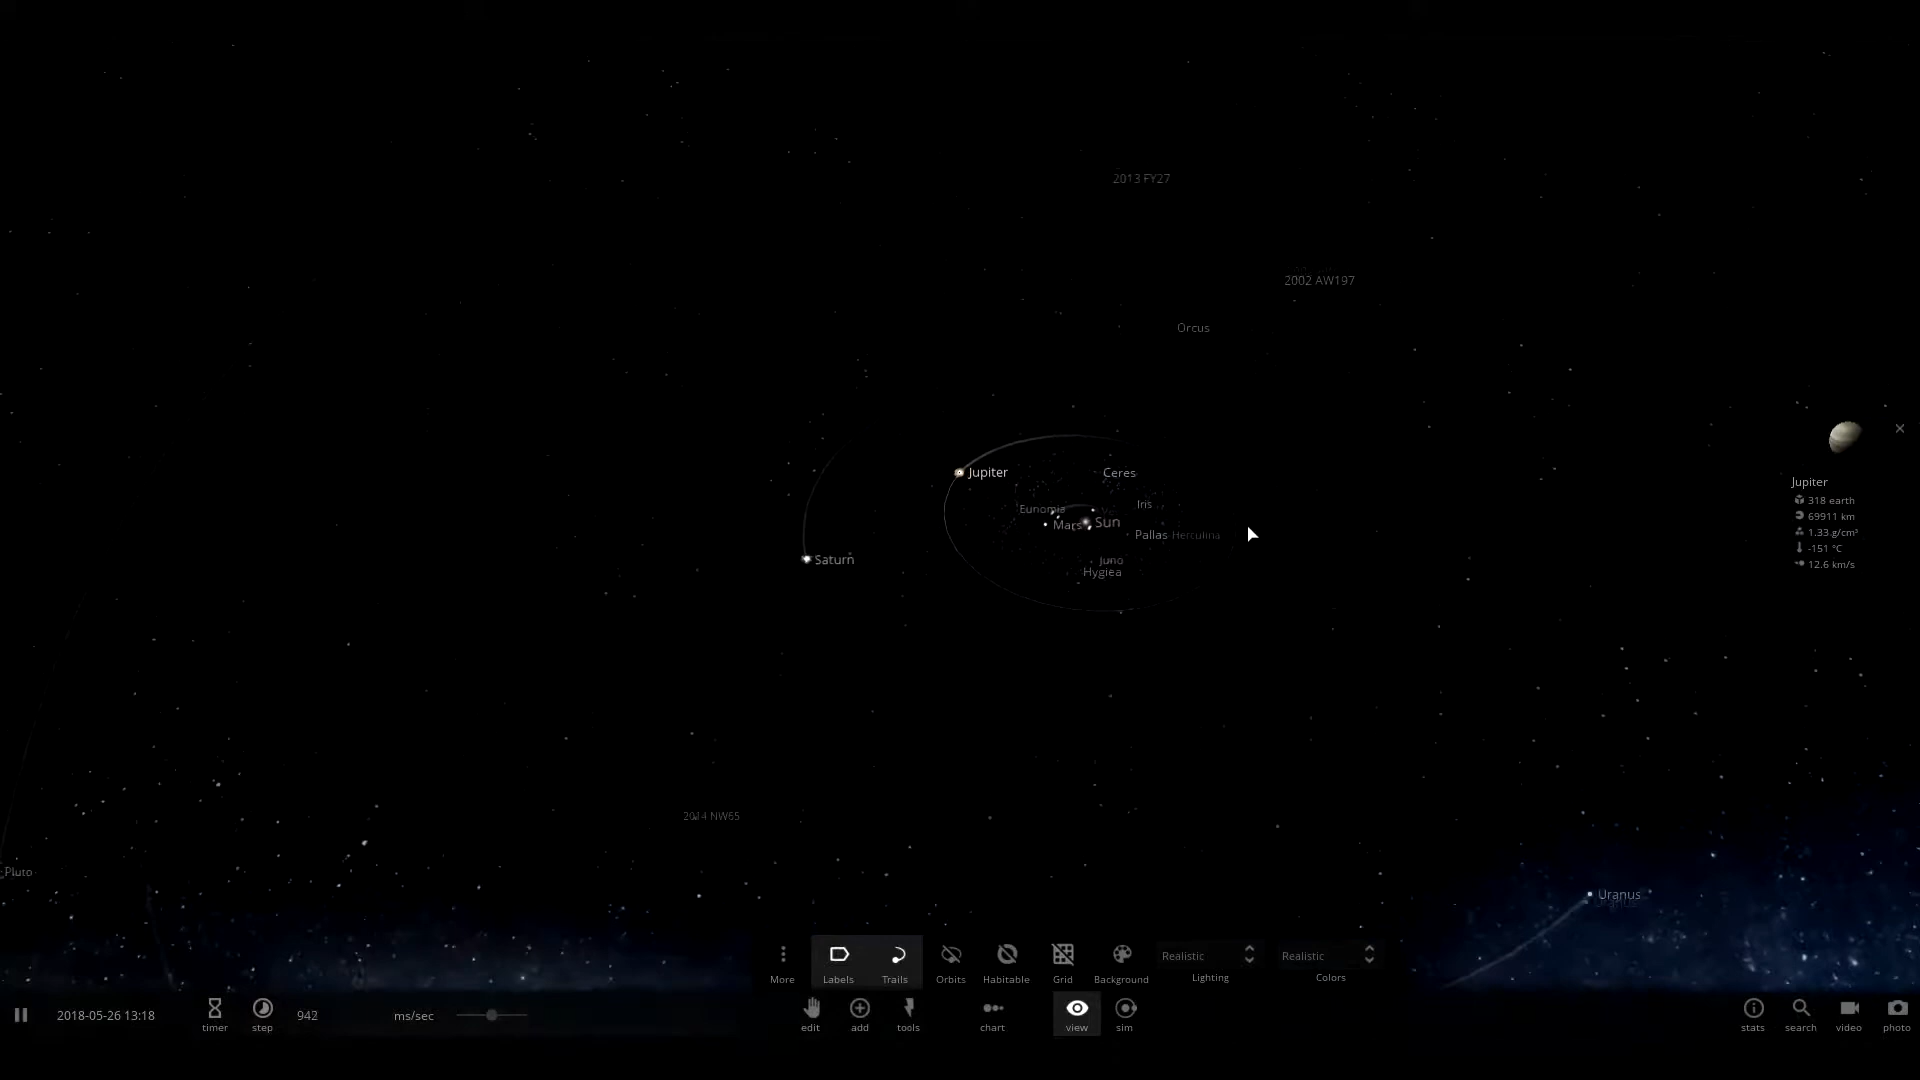 2013 FY27
2002 AW197
Orcus
Jupiter
Ceres
Iris
Eunomia
Mars
Sun
Pallas
Herculina
Juno
Hygiea
Saturn
Jupiter
318 earth
69911 km
1.33 g/cm³
-151 °C
12.6 km/s
2014 NW65
Pluto
Uranus
More
Labels
Trails
Orbits
Habitable
Grid
Background
Realistic
Lighting
Realistic
Colors
2018-05-26 13:18
timer
step
942
ms/sec
edit
add
tools
chart
view
sim
stats
search
video
photo